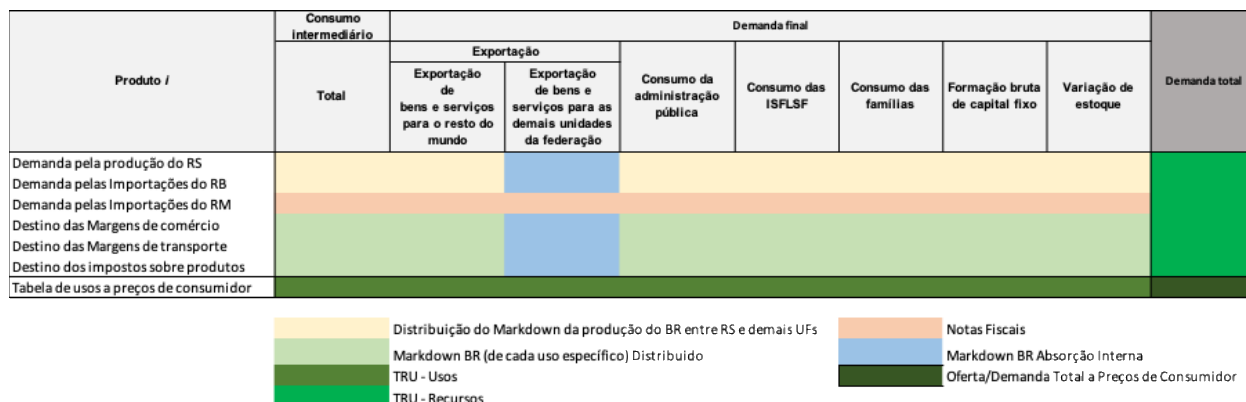 Produto i
Consumo
intermediário
Demanda final
Demanda total
Total
Exportação
Exportação
de
bens e serviços
para o resto do
mundo
Exportação
de bens e
serviços para as
demais unidades
da federação
Consumo da
administração
pública
Consumo das
ISFLSF
Consumo das
famílias
Formação bruta
de capital fixo
Variação de
estoque
Demanda pela produção do RS
Demanda pelas Importações do RB
Demanda pelas Importações do RM
Destino das Margens de comércio
Destino das Margens de transporte
Destino dos impostos sobre produtos
Tabela de usos a preços de consumidor
Distribuição do Markdown da produção do BR entre RS e demais UFs
Notas Fiscais
Markdown BR (de cada uso específico) Distribuido
Markdown BR Absorção Interna
TRU - Usos
Oferta/Demanda Total a Preços de Consumidor
TRU - Recursos